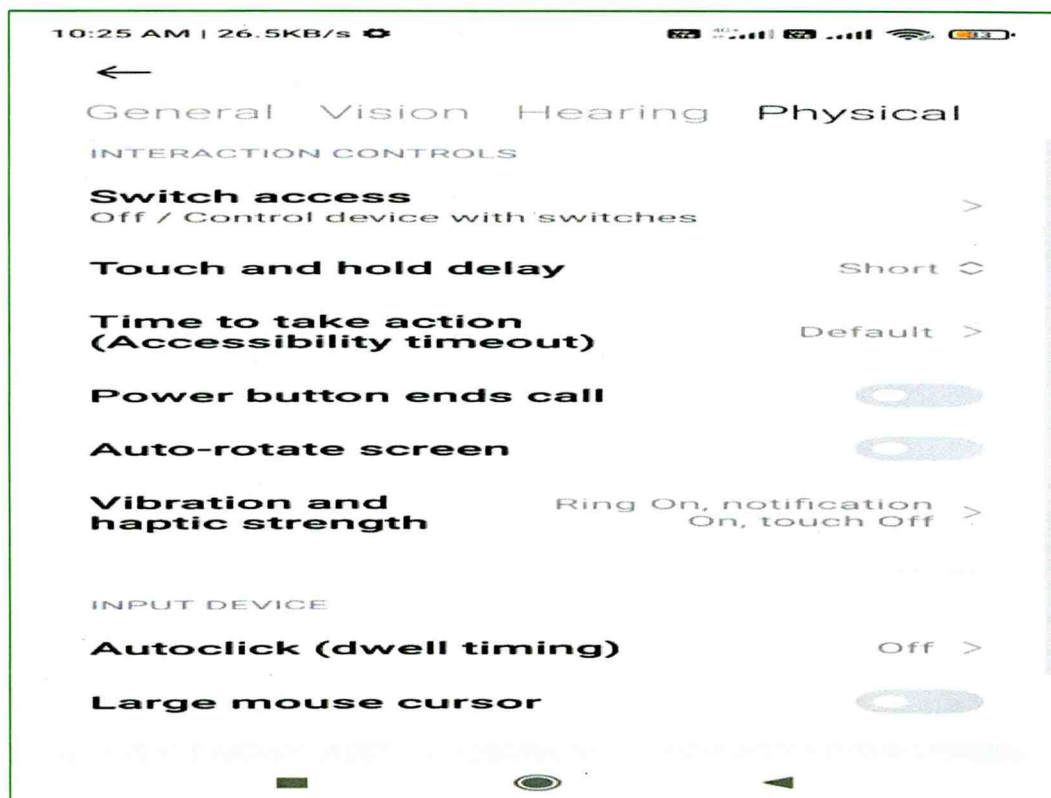 10:25 AM | 26.5KB/s
4G+
33
General Vision Hearing Physical
INTERACTION CONTROLS
Switch access
Off / Control device with switches
>
Touch and hold delay
Short
Time to take action
(Accessibility timeout)
Default >
Power button ends call
Auto-rotate screen
Vibration and
haptic strength
Ring On, notification
On, touch Off
>
INPUT DEVICE
Autoclick (dwell timing)
Off >
Large mouse cursor